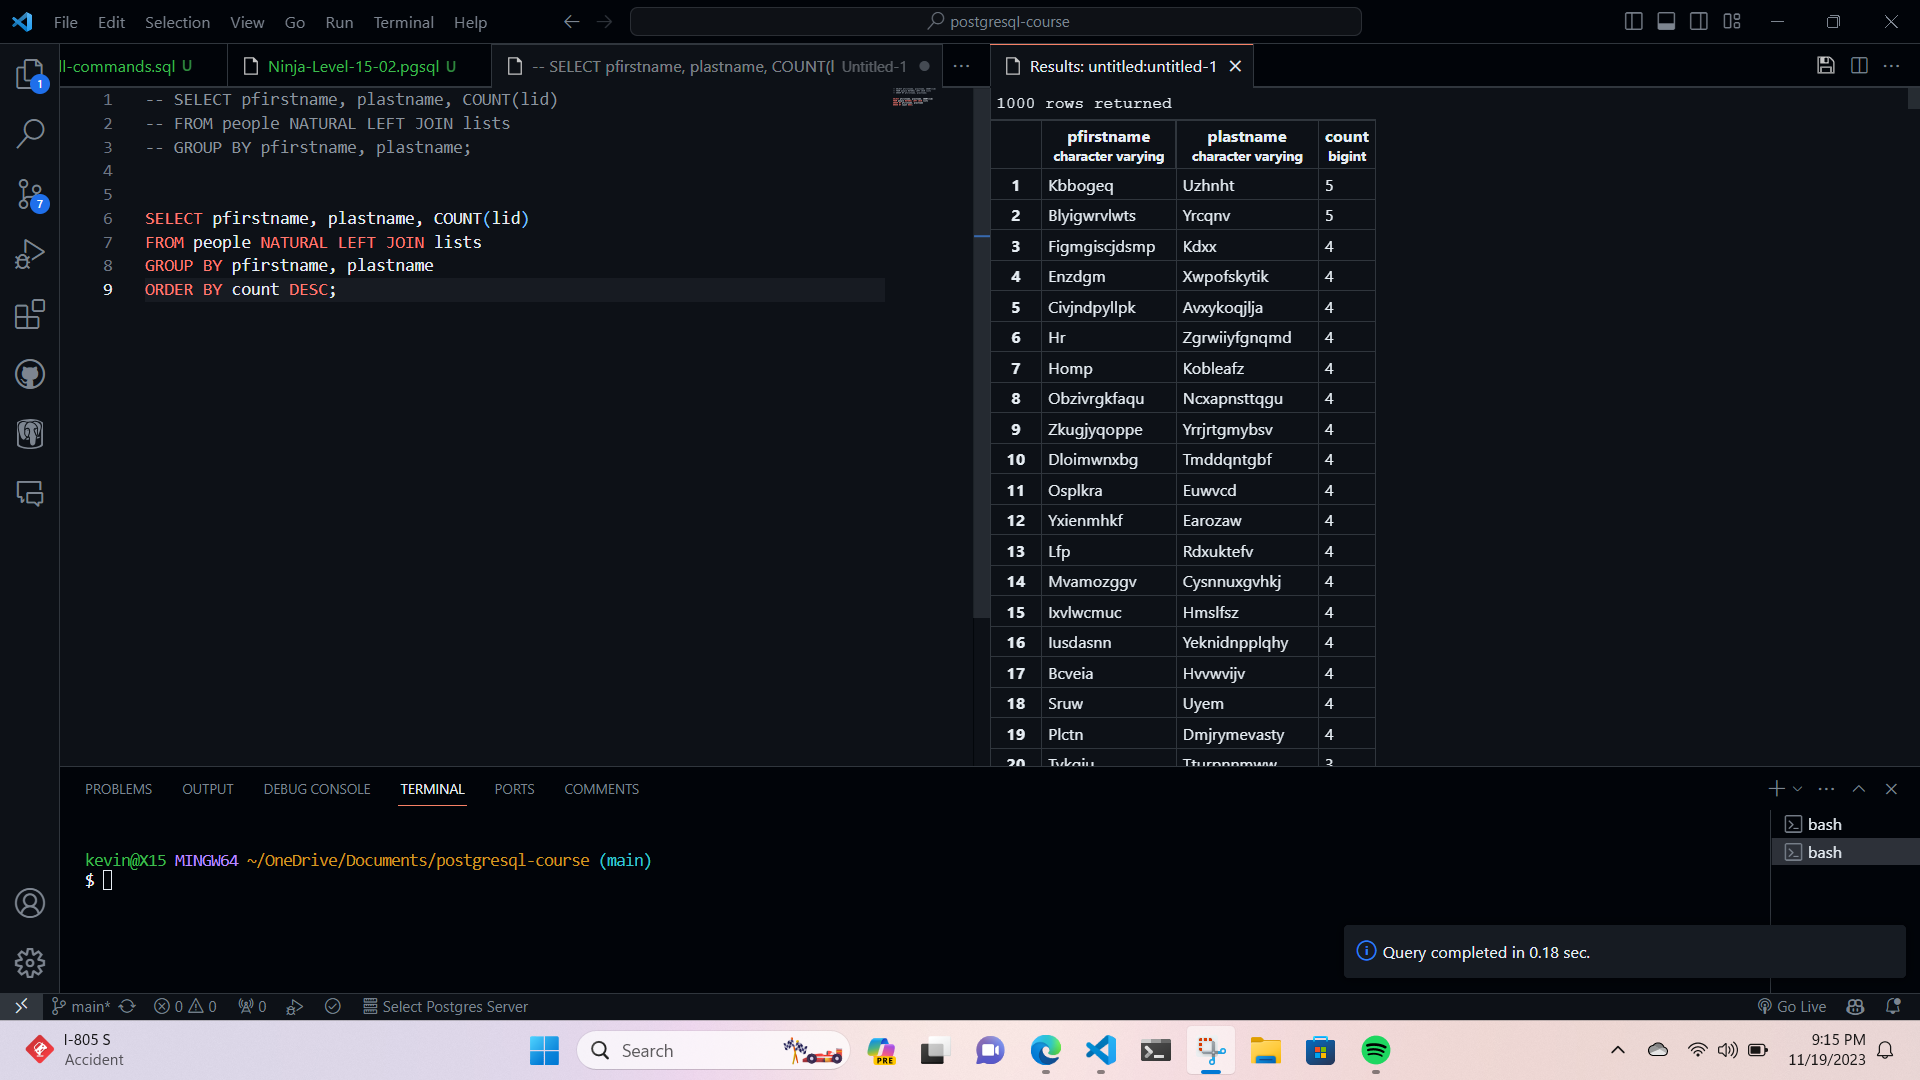 File Edit Selection View Go Run Terminal Help
postgresql-course
ll-commands.sql U
Ninja-Level-15-02.pgsql U
-- SELECT pfirstname, plastname, COUNT(l Untitled-1
Results: untitled:untitled-1
1 -- SELECT pfirstname, plastname, COUNT(lid)
2 -- FROM people NATURAL LEFT JOIN lists
3 -- GROUP BY pfirstname, plastname;
4
5
6 SELECT pfirstname, plastname, COUNT(lid)
7 FROM people NATURAL LEFT JOIN lists
8 GROUP BY pfirstname, plastname
9 ORDER BY count DESC;
1000 rows returned
pfirstname plastname count
character varying character varying bigint
1 Kbbogeq Uzhnht 5
2 Blyigwrvlwts Yrcqnv 5
3 Figmgiscjdsmp Kdxx 4
4 Enzdgm Xwpofskytik 4
5 Civjndpyllpk Avxykoqjlja 4
6 Hr Zgrwiiyfgnqmd 4
7 Homp Kobleafz 4
8 Obzivrgkfaqu Ncxapnsttqgu 4
9 Zkugjyqoppe Yrrjrtgmybsv 4
10 Dloimwnxbg Tmddqntgbf 4
11 Osplkra Euwvcd 4
12 Yxienmhkf Earozaw 4
13 Lfp Rdxuktefv 4
14 Mvamozggv Cysnnuxgvhkj 4
15 Ixvlwcmuc Hmslfsz 4
16 Iusdasnn Yeknidnpplqhy 4
17 Bcveia Hvvwvijv 4
18 Sruw Uyem 4
19 Plctn Dmjrymevasty 4
20 3
PROBLEMS OUTPUT DEBUG CONSOLE TERMINAL PORTS COMMENTS
kevin@X15 MINGW64 ~/OneDrive/Documents/postgresql-course (main)
$
bash
bash
Query completed in 0.18 sec.
1
7
main* 0 0 0 Select Postgres Server
Go Live
I-805 S
Accident
Search
PRE
9:15 PM
11/19/2023